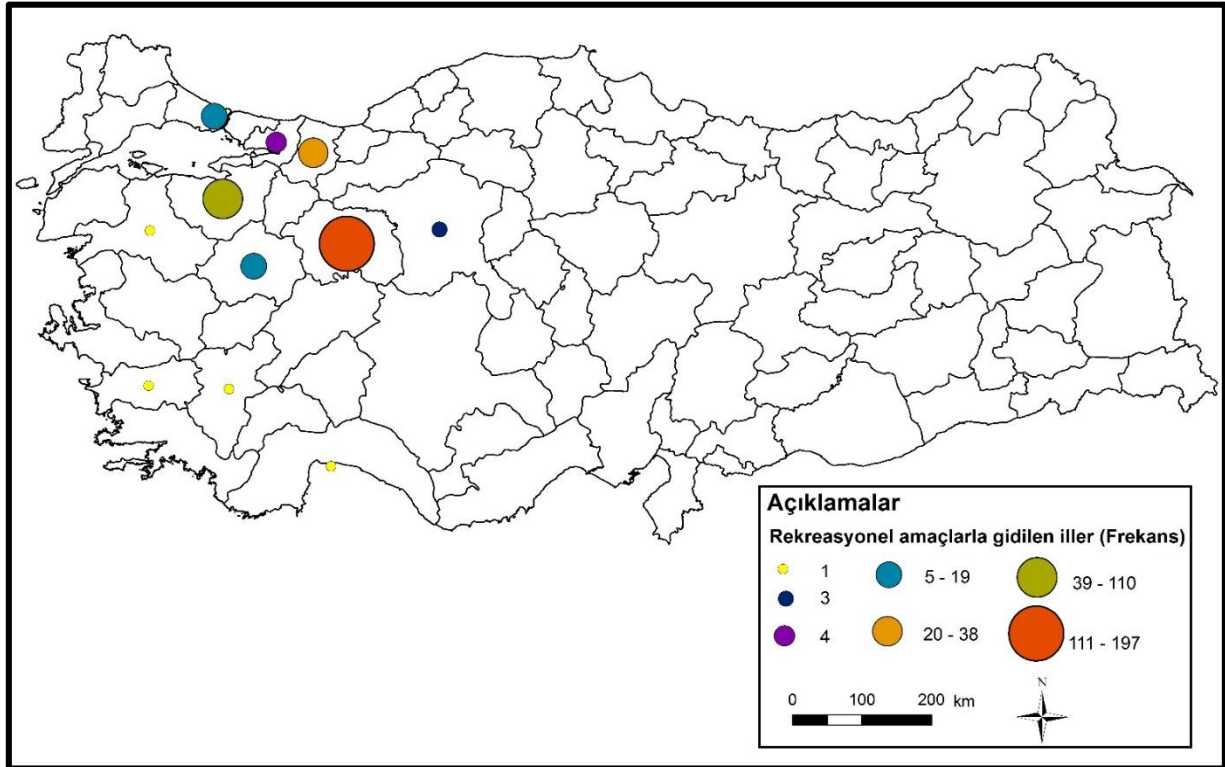 Açıklamalar
Rekreasyonel amaçlarla gidilen iller (Frekans)
1
3
4
5 - 19
20 - 38
39 - 110
111 - 197
0 100 200 km
N